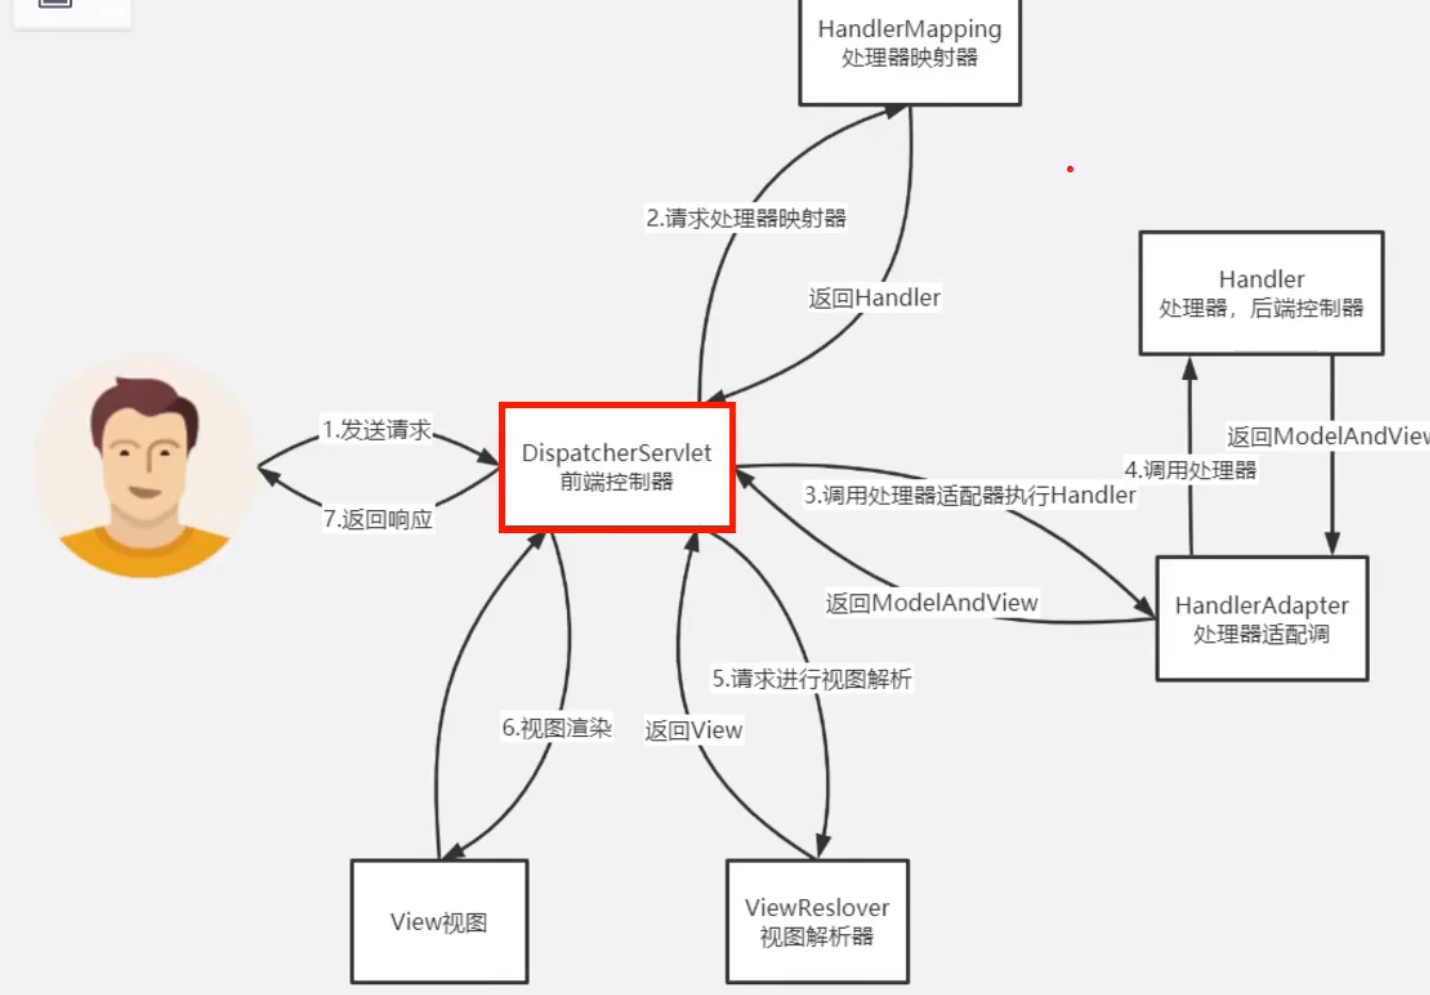 HandlerMapping
处理器映射器
2.请求处理器映射器
返回Handler
Handler
处理器，后端控制器
1.发送请求
DispatcherServlet
前端控制器
7.返回响应
返回ModelAndView
4.调用处理器
3.调用处理器适配器执行Handler
返回ModelAndView
HandlerAdapter
处理器适配调
5.请求进行视图解析
6.视图渲染
返回View
View视图
ViewReslover
视图解析器